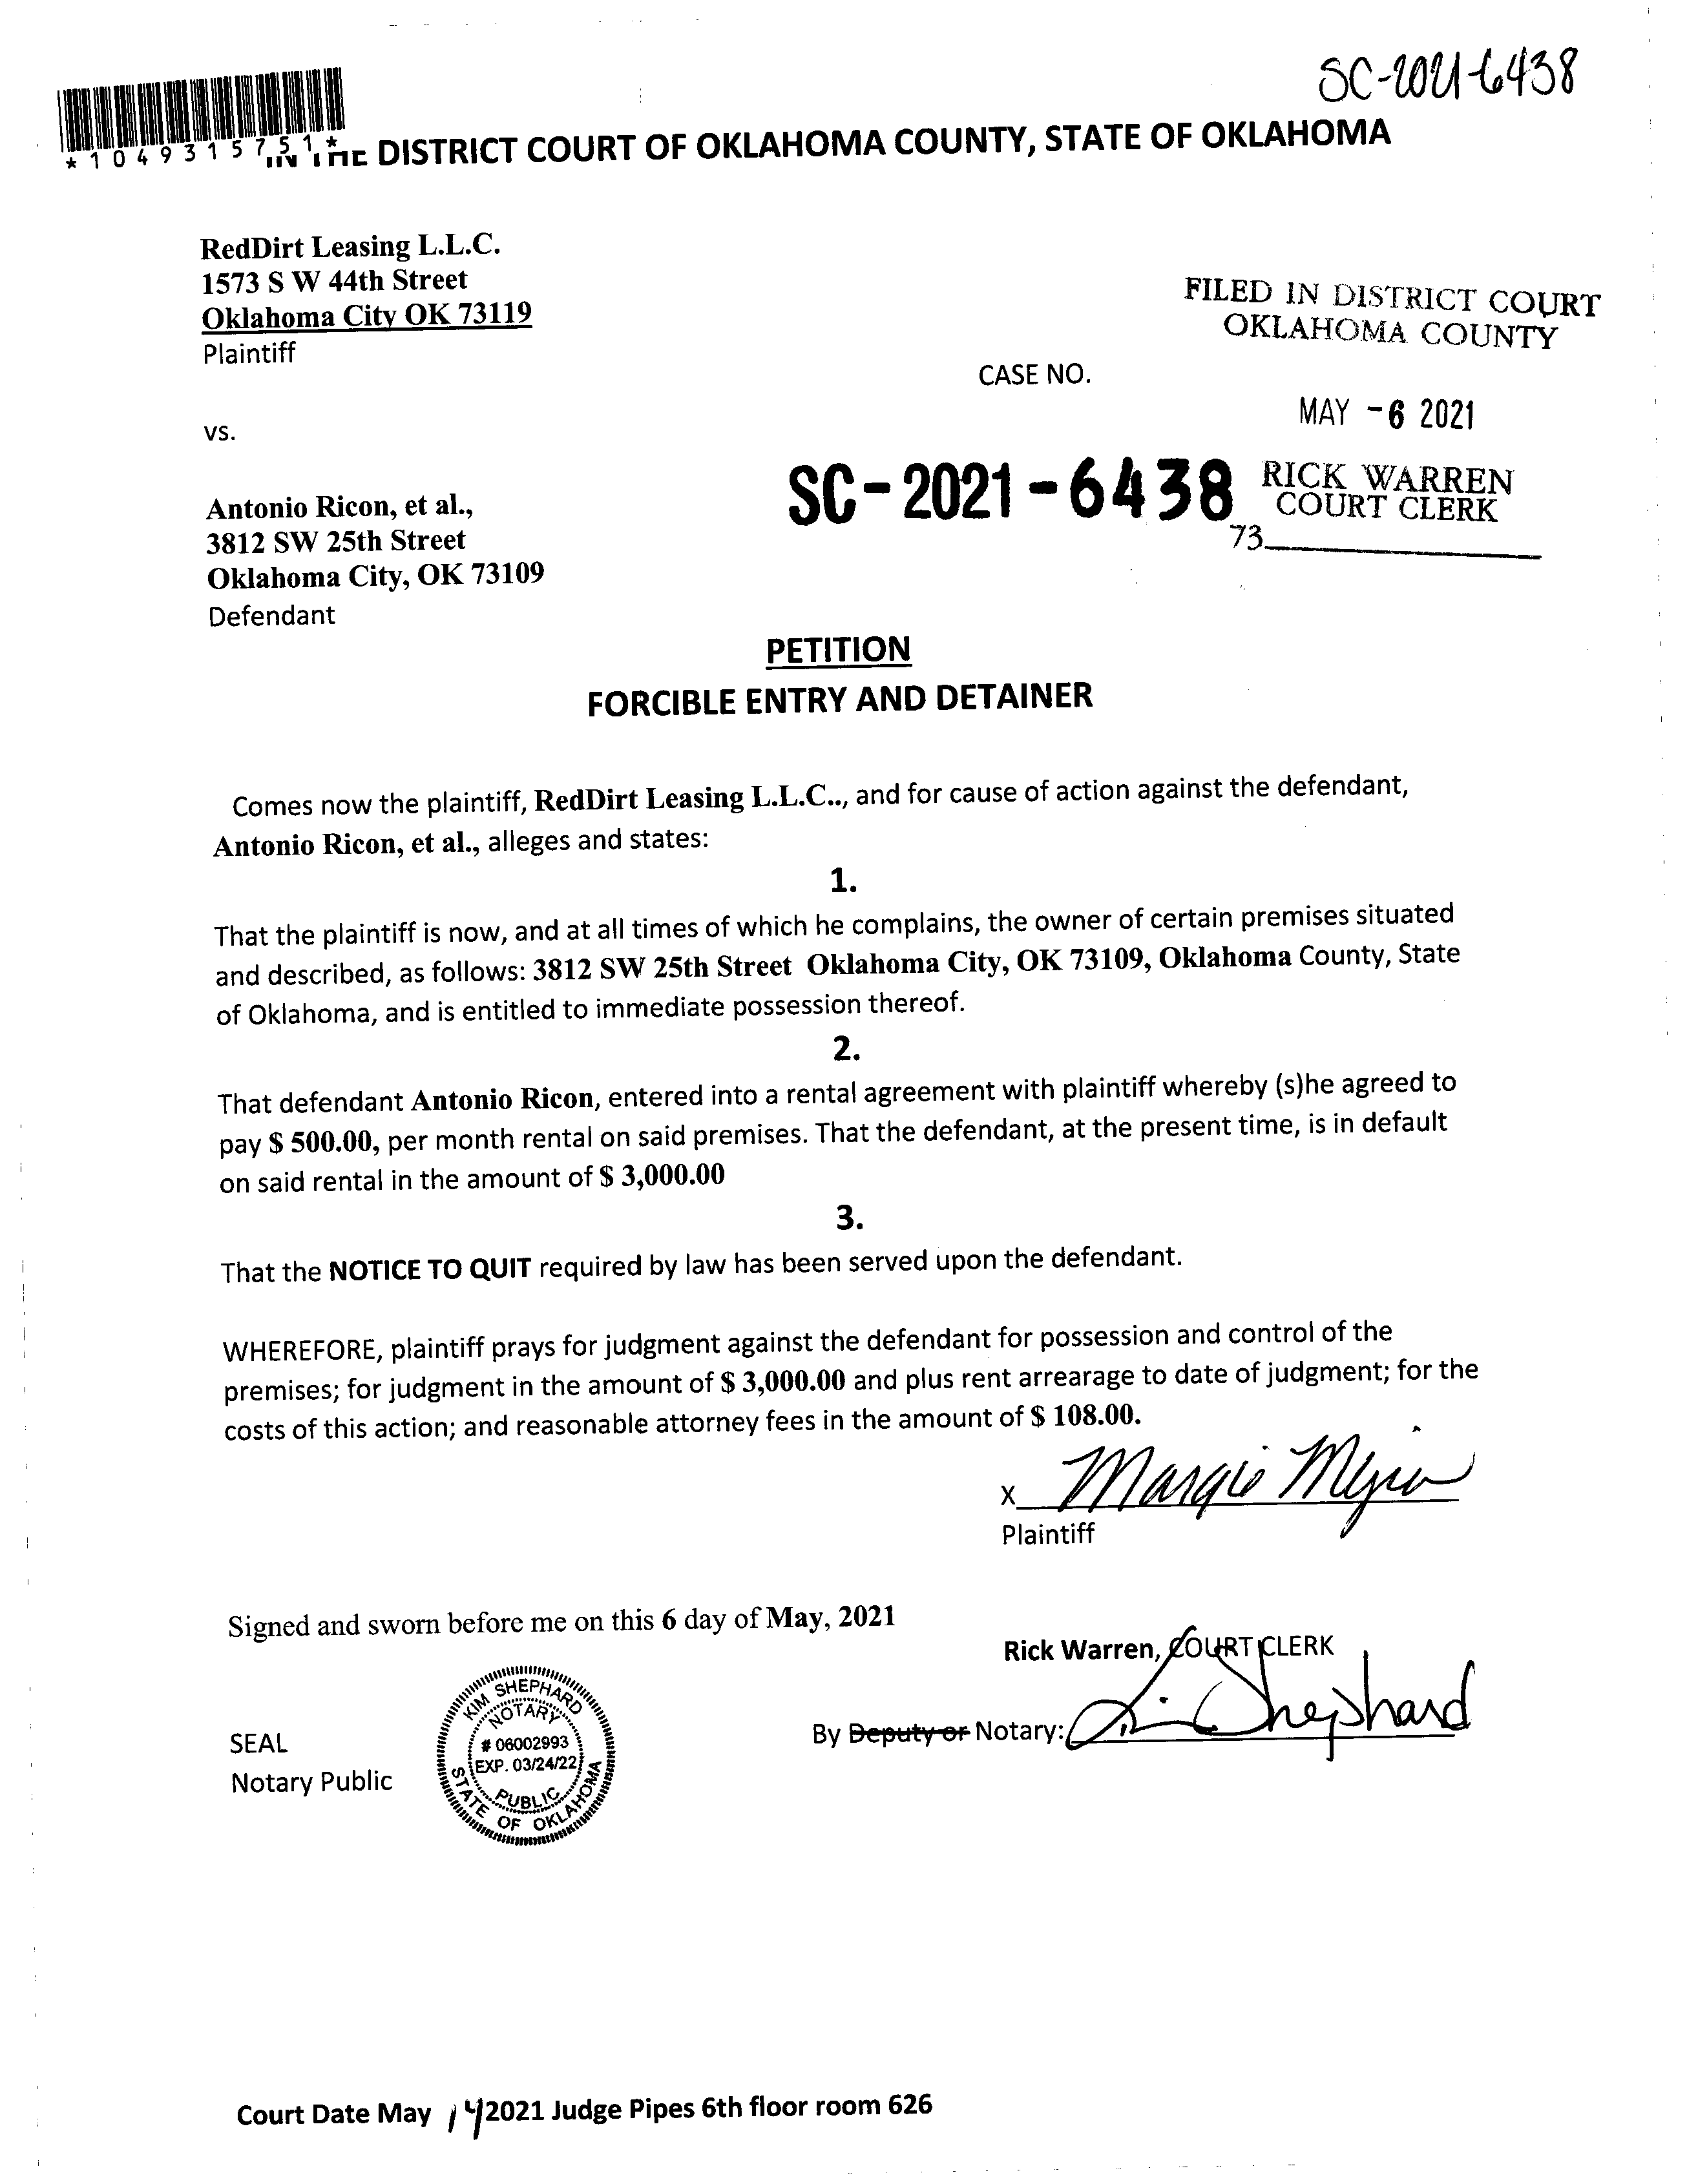 SC-2021-6438
*1049315751*
IN THE DISTRICT COURT OF OKLAHOMA COUNTY, STATE OF OKLAHOMA
RedDirt Leasing L.L.C.
1573 S W 44th Street
Oklahoma City OK 73119
Plaintiff
FILED IN DISTRICT COURT
OKLAHOMA COUNTY
CASE NO.
MAY -6 2021
vs.
SC-2021-6438
RICK WARREN
COURT CLERK
73
Antonio Ricon, et al.,
3812 SW 25th Street
Oklahoma City, OK 73109
Defendant
PETITION
FORCIBLE ENTRY AND DETAINER
Comes now the plaintiff, RedDirt Leasing L.L.C.., and for cause of action against the defendant,
Antonio Ricon, et al., alleges and states:
1.
That the plaintiff is now, and at all times of which he complains, the owner of certain premises situated
and described, as follows: 3812 SW 25th Street Oklahoma City, OK 73109, Oklahoma County, State
of Oklahoma, and is entitled to immediate possession thereof.
2.
That defendant Antonio Ricon, entered into a rental agreement with plaintiff whereby (s)he agreed to
pay $ 500.00, per month rental on said premises. That the defendant, at the present time, is in default
on said rental in the amount of $ 3,000.00
3.
That the NOTICE TO QUIT required by law has been served upon the defendant.
WHEREFORE, plaintiff prays for judgment against the defendant for possession and control of the
premises; for judgment in the amount of $ 3,000.00 and plus rent arrearage to date of judgment; for the
costs of this action; and reasonable attorney fees in the amount of $ 108.00.
X Margie Mejia
Plaintiff
Signed and sworn before me on this 6 day of May, 2021
Rick Warren, COURT CLERK
By Deputy or Notary: Kim Shephard
SEAL
Notary Public
KIM SHEPHARD
NOTARY
# 06002993
EXP. 03/24/22
PUBLIC
STATE OF OKLAHOMA
Court Date May 14 2021 Judge Pipes 6th floor room 626